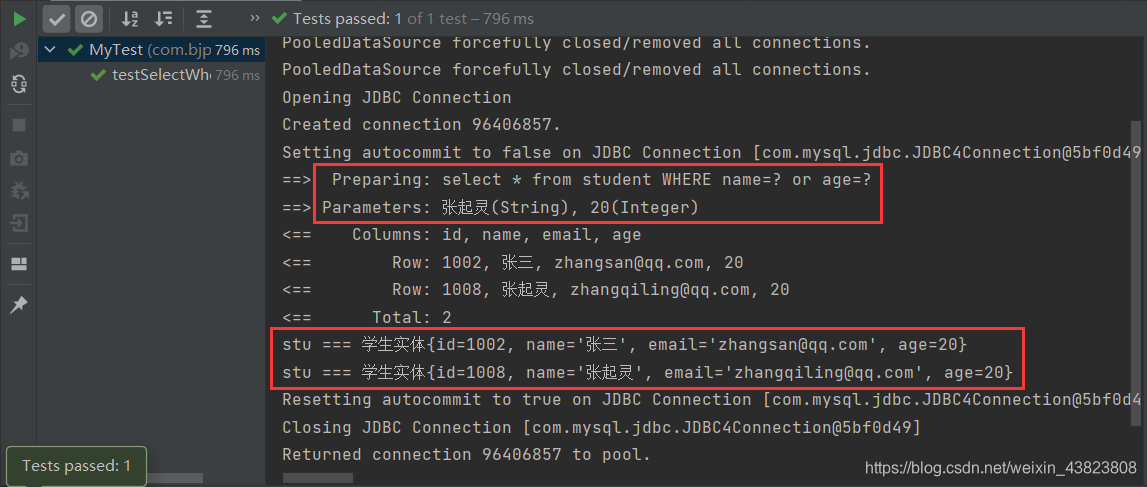 Tests passed: 1 of 1 test – 796 ms
MyTest (com.bjp 796 ms
testSelectWhe 796 ms
PooledDataSource forcefully closed/removed all connections.
PooledDataSource forcefully closed/removed all connections.
Opening JDBC Connection
Created connection 96406857.
Setting autocommit to false on JDBC Connection [com.mysql.jdbc.JDBC4Connection@5bf0d49
==>  Preparing: select * from student WHERE name=? or age=?
==> Parameters: 张起灵(String), 20(Integer)
<==    Columns: id, name, email, age
<==        Row: 1002, 张三, zhangsan@qq.com, 20
<==        Row: 1008, 张起灵, zhangqiling@qq.com, 20
<==      Total: 2
stu === 学生实体{id=1002, name='张三', email='zhangsan@qq.com', age=20}
stu === 学生实体{id=1008, name='张起灵', email='zhangqiling@qq.com', age=20}
Resetting autocommit to true on JDBC Connection [com.mysql.jdbc.JDBC4Connection@5bf0d4
Closing JDBC Connection [com.mysql.jdbc.JDBC4Connection@5bf0d49]
Returned connection 96406857 to pool.
Tests passed: 1
https://blog.csdn.net/weixin_43823808